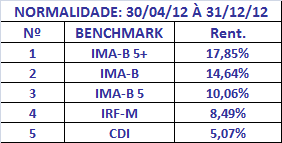 NORMALIDADE: 30/04/12 À 31/12/12
Nº BENCHMARK Rent.
1 IMA-B 5+ 17,85%
2 IMA-B 14,64%
3 IMA-B 5 10,06%
4 IRF-M 8,49%
5 CDI 5,07%